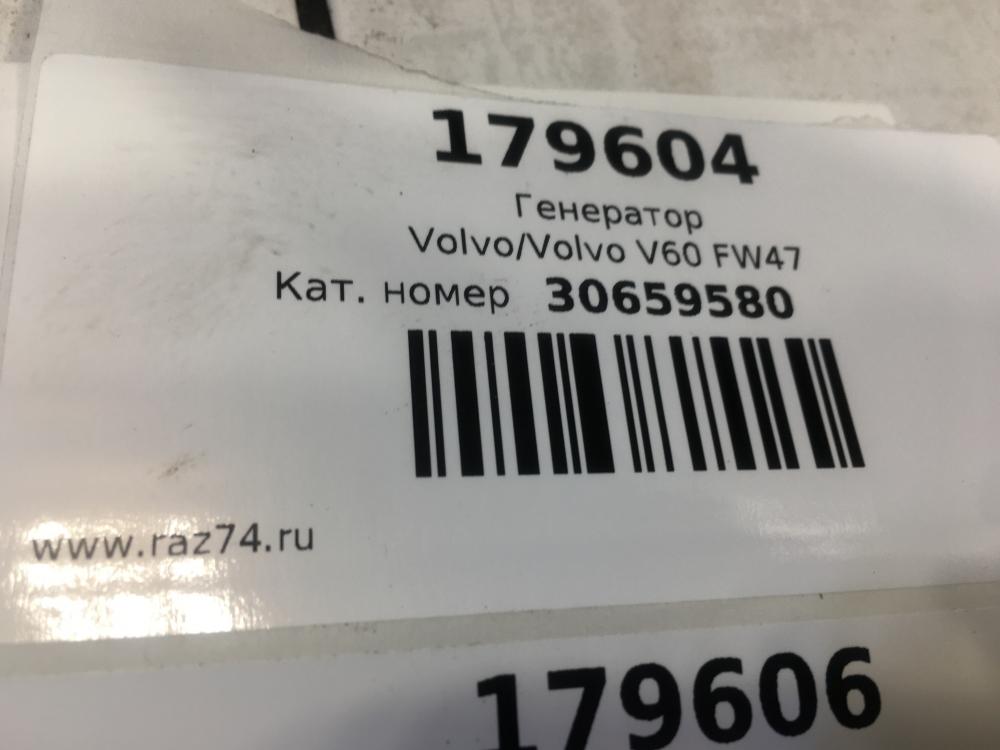 179604
Генератор
Volvo/Volvo V60 FW47
Кат. номер 30659580
www.raz74.ru
179606